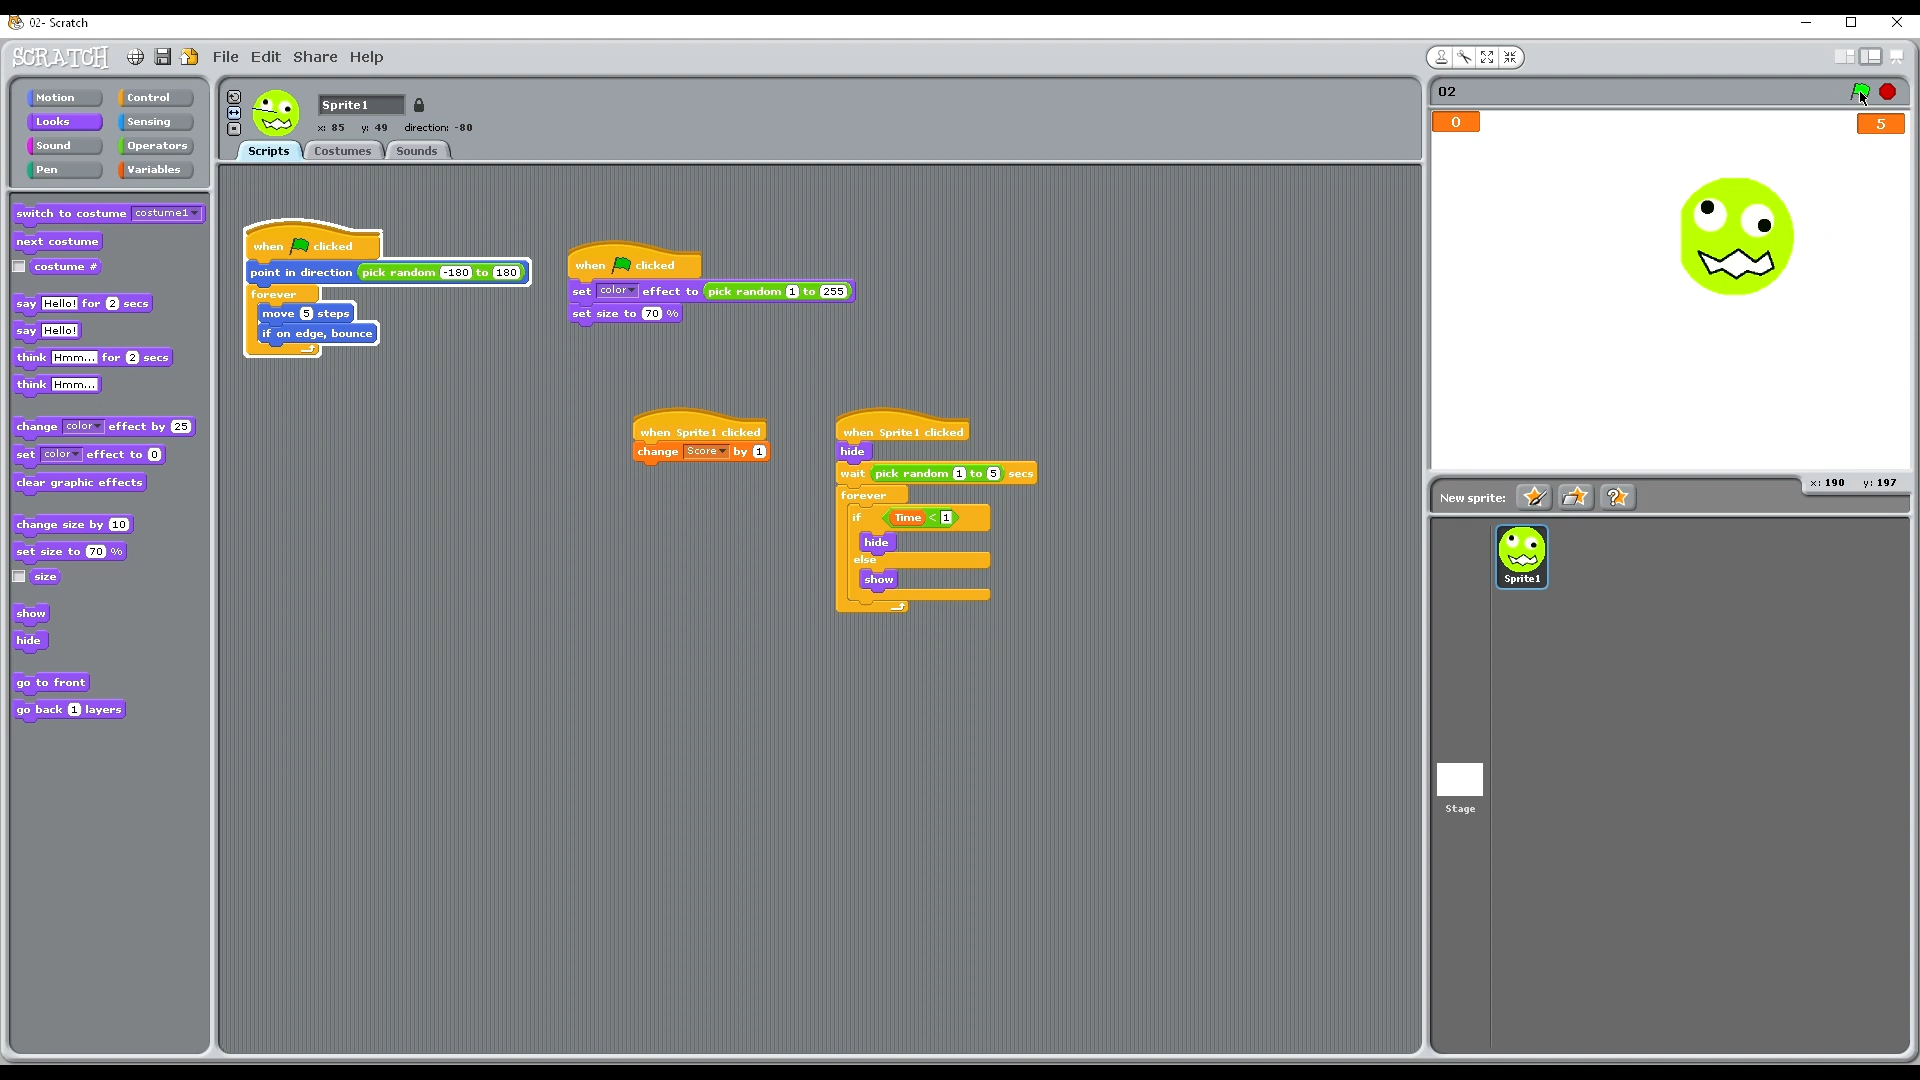 02- Scratch
SCRATCH File Edit Share Help
Motion Control
Looks Sensing
Sound Operators
Pen Variables
switch to costume costume1
next costume
costume #
say Hello! for 2 secs
say Hello!
think Hmm... for 2 secs
think Hmm...
change color effect by 25
set color effect to 0
clear graphic effects
change size by 10
set size to 70 %
size
show
hide
go to front
go back 1 layers
Sprite1
x: 85 y: 49 direction: -80
Scripts Costumes Sounds
when clicked
point in direction pick random -180 to 180
forever
move 5 steps
if on edge, bounce
when clicked
set color effect to pick random 1 to 255
set size to 70 %
when Sprite1 clicked
change Score by 1
when Sprite1 clicked
hide
wait pick random 1 to 5 secs
forever
if Time < 1
hide
else
show
02
0 5
x: 190 y: 197
New sprite:
Sprite1
Stage